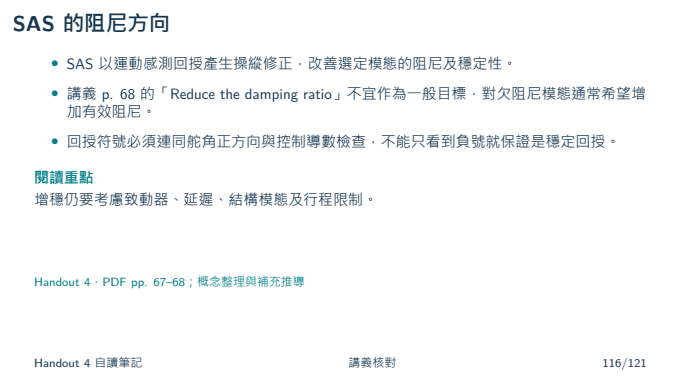 SAS 的阻尼方向
• SAS 以運動感測回授產生操縱修正，改善選定模態的阻尼及穩定性。
• 講義 p. 68 的「Reduce the damping ratio」不宜作為一般目標，對欠阻尼模態通常希望增
加有效阻尼。
• 回授符號必須連同舵角正方向與控制導數檢查，不能只看到負號就保證是穩定回授。
閱讀重點
增穩仍要考慮致動器、延遲、結構模態及行程限制。
Handout 4 · PDF pp. 67–68；概念整理與補充推導
Handout 4 自讀筆記
講義核對
116/121